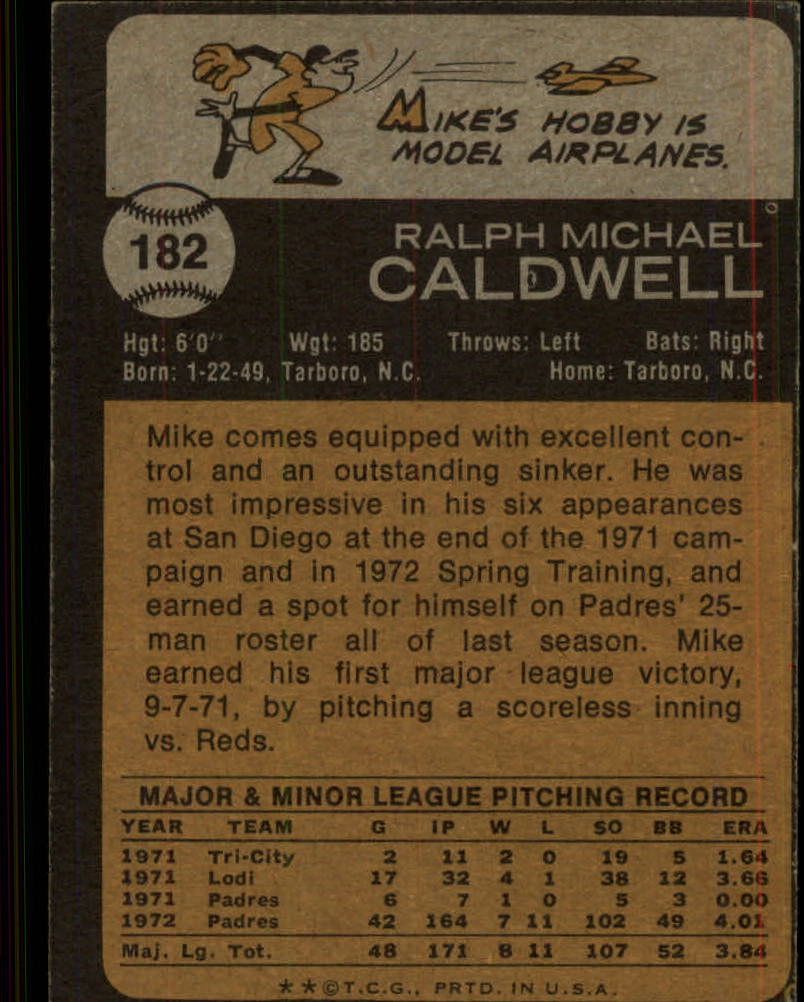 MIKE'S HOBBY IS
MODEL AIRPLANES.
182
RALPH MICHAEL
CALDWELL
Hgt: 6'0" Wgt: 185 Throws: Left Bats: Right
Born: 1-22-49, Tarboro, N.C. Home: Tarboro, N.C.
Mike comes equipped with excellent con-
trol and an outstanding sinker. He was
most impressive in his six appearances
at San Diego at the end of the 1971 cam-
paign and in 1972 Spring Training, and
earned a spot for himself on Padres' 25-
man roster all of last season. Mike
earned his first major league victory,
9-7-71, by pitching a scoreless inning
vs. Reds.
MAJOR & MINOR LEAGUE PITCHING RECORD
YEAR TEAM G IP W L SO BB ERA
1971 Tri-City 2 11 2 0 19 5 1.64
1971 Lodi 17 32 4 1 38 12 3.66
1971 Padres 6 7 1 0 5 3 0.00
1972 Padres 42 164 7 11 102 49 4.01
Maj. Lg. Tot. 48 171 8 11 107 52 3.84
**©T.C.G., PRTD. IN U.S.A.